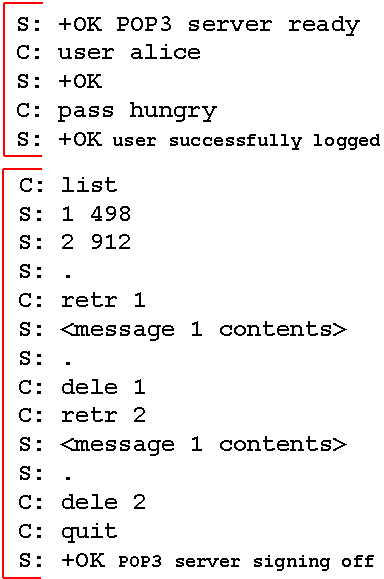 S: +OK POP3 server ready
C: user alice
S: +OK
C: pass hungry
S: +OK user successfully logged
C: list
S: 1 498
S: 2 912
S: .
C: retr 1
S: <message 1 contents>
S: .
C: dele 1
C: retr 2
S: <message 1 contents>
S: .
C: dele 2
C: quit
S: +OK POP3 server signing off